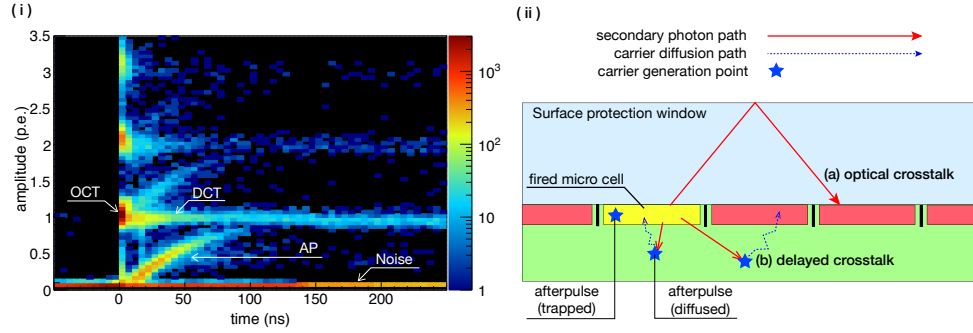 ( i )
3.5
3
2.5
2
1.5
1
0.5
0
amplitude (p.e.)
OCT
DCT
AP
Noise
0 50 100 150 200
time (ns)
10³
10²
10
1
( ii )
secondary photon path
carrier diffusion path
carrier generation point
Surface protection window
fired micro cell
(a) optical crosstalk
(b) delayed crosstalk
afterpulse
(trapped)
afterpulse
(diffused)